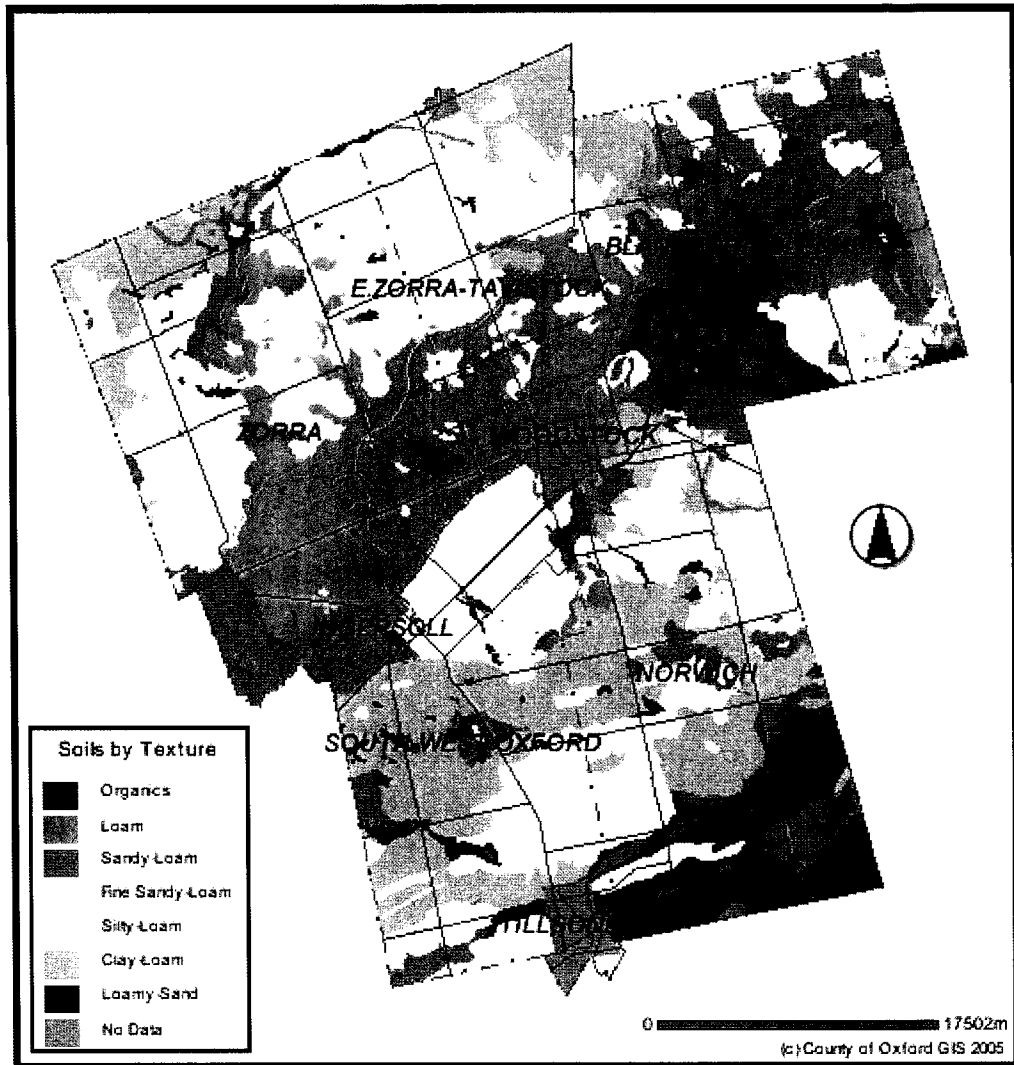 E.ZORRA-TAVISTOCK
ZORRA
WOODSTOCK
NORWICH
SOUTH-WEST OXFORD
Soils by Texture
Organics
Loam
Sandy-Loam
Fine Sandy-Loam
Silty-Loam
Clay-Loam
Loamy-Sand
No Data
0 17502m
(c) County of Oxford GIS 2005